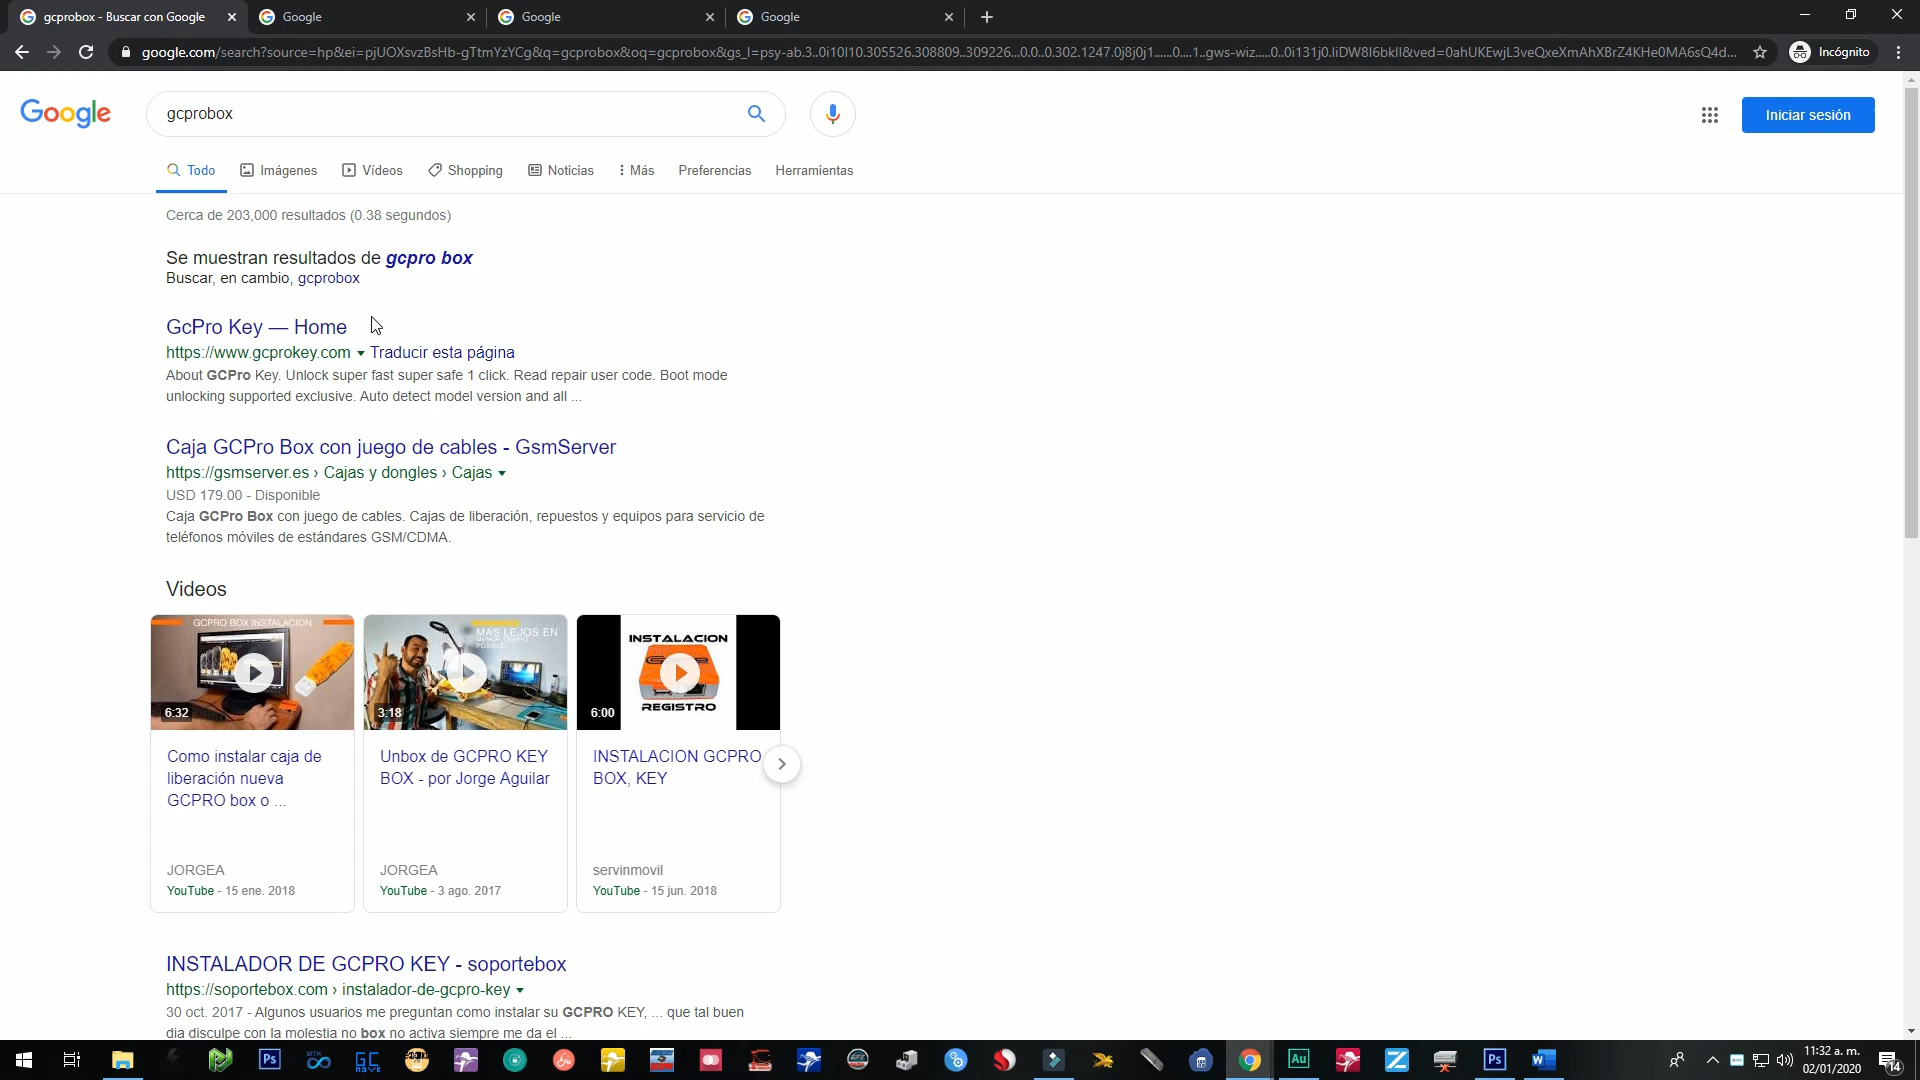 gcprobox - Buscar con Google
Google
Google
Google
google.com/search?source=hp&ei=pjUOXsvzBsHb-gTtmYzYCg&q=gcprobox&oq=gcprobox&gs_l=psy-ab.3..0i10l10.305526.308809..309226...0.0..0.302.1247.0j8j0j1......0....1..gws-wiz.....0..0i131j0.liDW8I6bkII&ved=0ahUKEwjL3veQxeXmAhXBrZ4KHe0MA6sQ4d...
Incógnito
Google
gcprobox
Iniciar sesión
Todo
Imágenes
Vídeos
Shopping
Noticias
Más
Preferencias
Herramientas
Cerca de 203,000 resultados (0.38 segundos)
Se muestran resultados de gcpro box
Buscar, en cambio, gcprobox
GcPro Key — Home
https://www.gcprokey.com Traducir esta página
About GCPro Key. Unlock super fast super safe 1 click. Read repair user code. Boot mode
unlocking supported exclusive. Auto detect model version and all ...
Caja GCPro Box con juego de cables - GsmServer
https://gsmserver.es › Cajas y dongles › Cajas
USD 179.00 - Disponible
Caja GCPro Box con juego de cables. Cajas de liberación, repuestos y equipos para servicio de
teléfonos móviles de estándares GSM/CDMA.
Videos
GCPRO BOX INSTALACION
6:32
MAS LEJOS EN
3:18
INSTALACION
REGISTRO
6:00
Como instalar caja de
liberación nueva
GCPRO box o ...
JORGEA
YouTube - 15 ene. 2018
Unbox de GCPRO KEY
BOX - por Jorge Aguilar
JORGEA
YouTube - 3 ago. 2017
INSTALACION GCPRO
BOX, KEY
servinmovil
YouTube - 15 jun. 2018
INSTALADOR DE GCPRO KEY - soportebox
https://soportebox.com › instalador-de-gcpro-key
30 oct. 2017 - Algunos usuarios me preguntan como instalar su GCPRO KEY, ... que tal buen
dia disculpe con la molestia no box no activa siempre me da el ...
Ps
MTK
GC
Au
Z
Ps
W
11:32 a. m.
02/01/2020
14